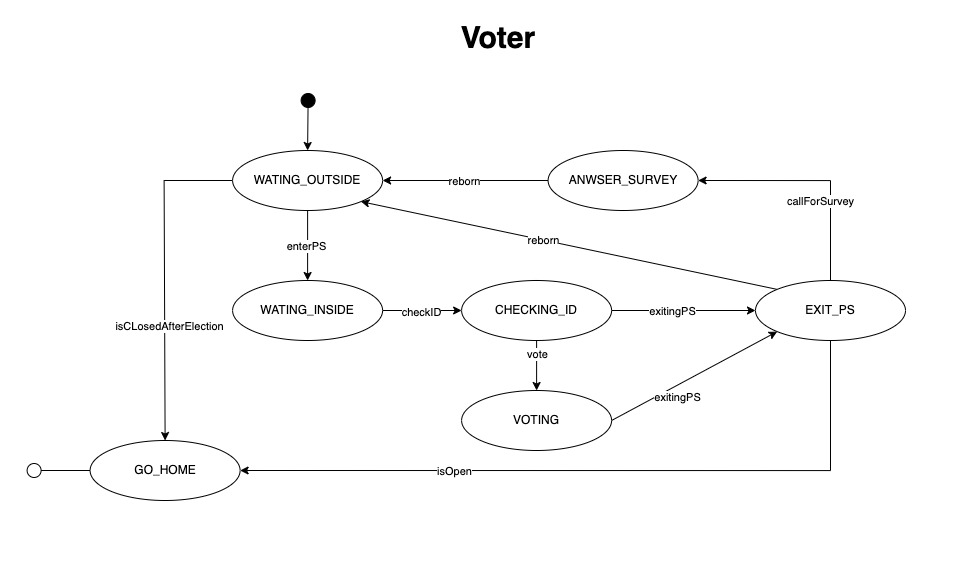 Voter
WATING_OUTSIDE
reborn
ANWSER_SURVEY
callForSurvey
reborn
enterPS
WATING_INSIDE
checkID
CHECKING_ID
exitingPS
EXIT_PS
isCLosedAfterElection
vote
exitingPS
VOTING
GO_HOME
isOpen